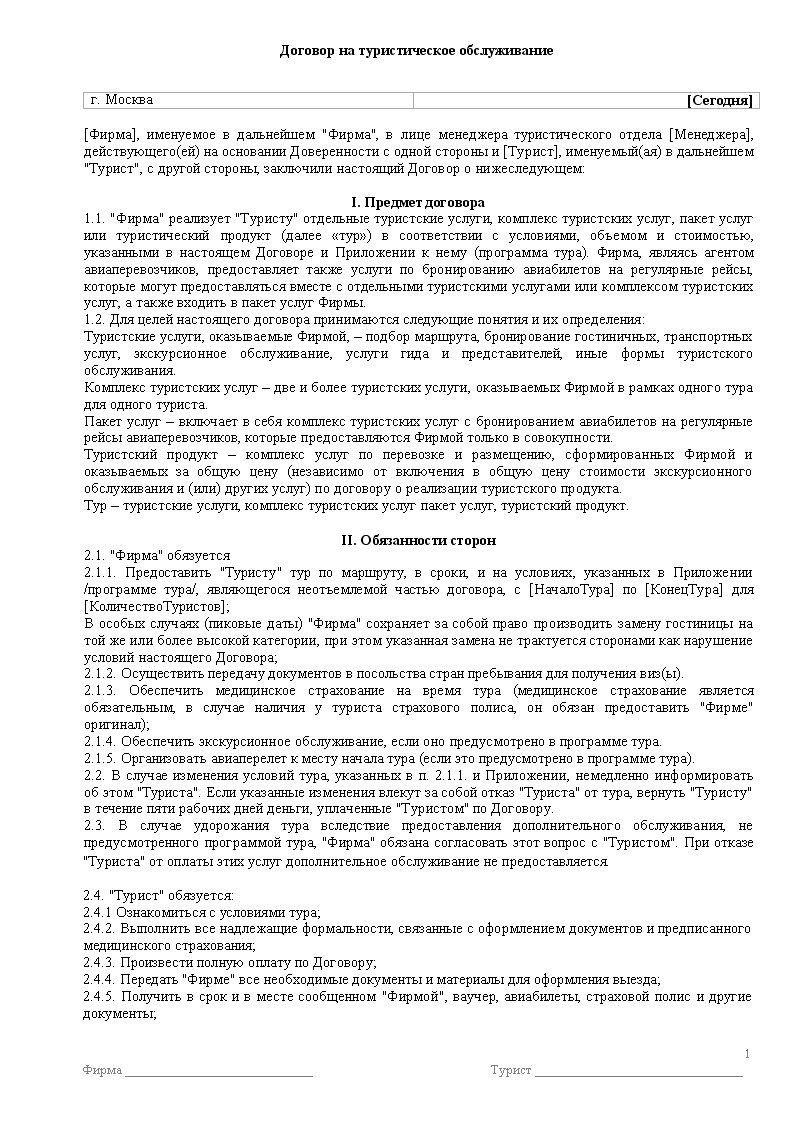 Договор на туристическое обслуживание
г. Москва [Сегодня]
[Фирма], именуемое в дальнейшем "Фирма", в лице менеджера туристического отдела [Менеджера],
действующего(ей) на основании Доверенности с одной стороны и [Турист], именуемый(ая) в дальнейшем
"Турист", с другой стороны, заключили настоящий Договор о нижеследующем:
I. Предмет договора
1.1. "Фирма" реализует "Туристу" отдельные туристские услуги, комплекс туристских услуг, пакет услуг
или туристический продукт (далее «тур») в соответствии с условиями, объемом и стоимостью,
указанными в настоящем Договоре и Приложении к нему (программа тура). Фирма, являясь агентом
авиаперевозчиков, предоставляет также услуги по бронированию авиабилетов на регулярные рейсы,
которые могут предоставляться вместе с отдельными туристскими услугами или комплексом туристских
услуг, а также входить в пакет услуг Фирмы.
1.2. Для целей настоящего договора принимаются следующие понятия и их определения:
Туристские услуги, оказываемые Фирмой, – подбор маршрута, бронирование гостиничных, транспортных
услуг, экскурсионное обслуживание, услуги гида и представителей, иные формы туристского
обслуживания.
Комплекс туристских услуг – две и более туристских услуги, оказываемых Фирмой в рамках одного тура
для одного туриста.
Пакет услуг – включает в себя комплекс туристских услуг с бронированием авиабилетов на регулярные
рейсы авиаперевозчиков, которые предоставляются Фирмой только в совокупности.
Туристский продукт – комплекс услуг по перевозке и размещению, сформированных Фирмой и
оказываемых за общую цену (независимо от включения в общую цену стоимости экскурсионного
обслуживания и (или) других услуг) по договору о реализации туристского продукта.
Тур – туристские услуги, комплекс туристских услуг пакет услуг, туристский продукт.
II. Обязанности сторон
2.1. "Фирма" обязуется
2.1.1. Предоставить "Туристу" тур по маршруту, в сроки, и на условиях, указанных в Приложении
/программе тура/, являющегося неотъемлемой частью договора, с [НачалоТура] по [КонецТура] для
[КоличествоТуристов];
В особых случаях (пиковые даты) "Фирма" сохраняет за собой право производить замену гостиницы на
той же или более высокой категории, при этом указанная замена не трактуется сторонами как нарушение
условий настоящего Договора;
2.1.2. Осуществить передачу документов в посольства стран пребывания для получения виз(ы).
2.1.3. Обеспечить медицинское страхование на время тура (медицинское страхование является
обязательным, в случае наличия у туриста страхового полиса, он обязан предоставить "Фирме"
оригинал);
2.1.4. Обеспечить экскурсионное обслуживание, если оно предусмотрено в программе тура.
2.1.5. Организовать авиаперелет к месту начала тура (если это предусмотрено в программе тура).
2.2. В случае изменения условий тура, указанных в п. 2.1.1. и Приложении, немедленно информировать
об этом "Туриста". Если указанные изменения влекут за собой отказ "Туриста" от тура, вернуть "Туристу"
в течение пяти рабочих дней деньги, уплаченные "Туристом" по Договору.
2.3. В случае удорожания тура вследствие предоставления дополнительного обслуживания, не
предусмотренного программой тура, "Фирма" обязана согласовать этот вопрос с "Туристом". При отказе
"Туриста" от оплаты этих услуг дополнительное обслуживание не предоставляется.
2.4. "Турист" обязуется:
2.4.1 Ознакомиться с условиями тура;
2.4.2. Выполнить все надлежащие формальности, связанные с оформлением документов и предписанного
медицинского страхования;
2.4.3. Произвести полную оплату по Договору;
2.4.4. Передать "Фирме" все необходимые документы и материалы для оформления выезда;
2.4.5. Получить в срок и в месте сообщенном "Фирмой", ваучер, авиабилеты, страховой полис и другие
документы;
1
Фирма ____________________________ Турист _______________________________